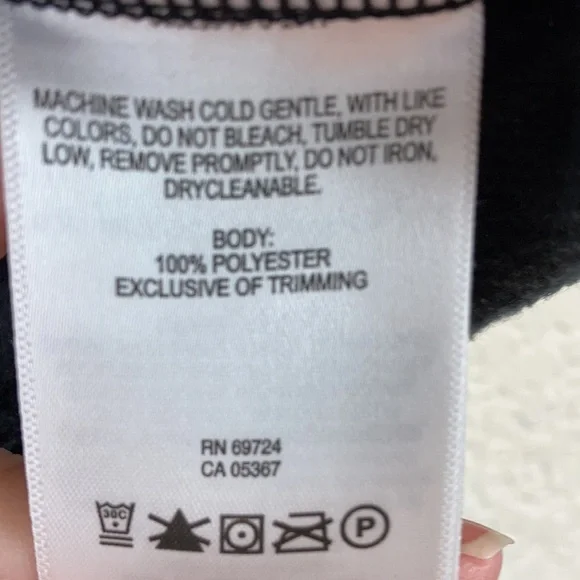 MACHINE WASH COLD GENTLE, WITH LIKE
COLORS, DO NOT BLEACH, TUMBLE DRY
LOW, REMOVE PROMPTLY, DO NOT IRON,
DRYCLEANABLE.
BODY:
100% POLYESTER
EXCLUSIVE OF TRIMMING
RN 69724
CA 05367
30C
P